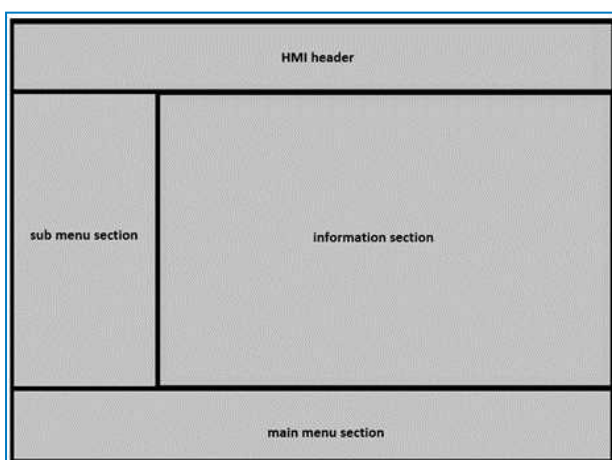 HMI header
sub menu section
information section
main menu section